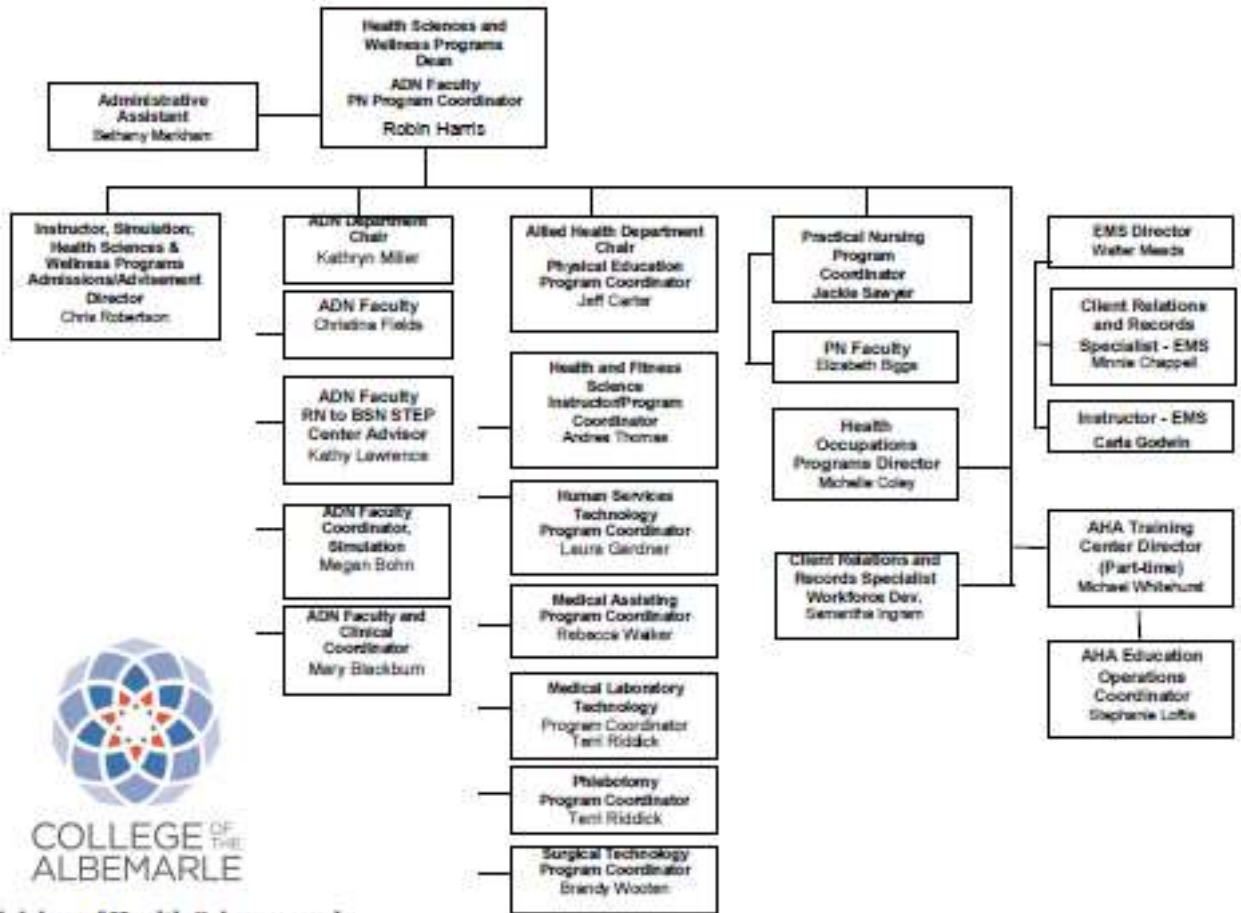 Health Sciences and
Wellness Programs
Dean
ADN Faculty
PN Program Coordinator
Robin Harris
Administrative
Assistant
Bethany Markham
Instructor, Simulation;
Health Sciences &
Wellness Programs
Admissions/Advisement
Director
Chris Robertson
ADN Department
Chair
Kathryn Miller
ADN Faculty
Christina Fields
ADN Faculty
RN to BSN STEP
Center Advisor
Kathy Lawrence
ADN Faculty
Coordinator,
Simulation
Megan Bohn
ADN Faculty and
Clinical
Coordinator
Mary Blackburn
Allied Health Department
Chair
Physical Education
Program Coordinator
Jeff Carter
Health and Fitness
Science
Instructor/Program
Coordinator
Andrea Thomas
Human Services
Technology
Program Coordinator
Laura Gardner
Medical Assisting
Program Coordinator
Rebecca Walker
Medical Laboratory
Technology
Program Coordinator
Terri Riddick
Phlebotomy
Program Coordinator
Terri Riddick
Surgical Technology
Program Coordinator
Brandy Wooten
Practical Nursing
Program
Coordinator
Jackie Sawyer
PN Faculty
Elizabeth Biggs
Health
Occupations
Programs Director
Michelle Coley
Client Relations and
Records Specialist
Workforce Dev.
Samantha Ingram
EMS Director
Walter Meads
Client Relations
and Records
Specialist - EMS
Minnie Chappell
Instructor - EMS
Carla Godwin
AHA Training
Center Director
(Part-time)
Michael Whitehurst
AHA Education
Operations
Coordinator
Stephanie Loftis
COLLEGE OF THE
ALBEMARLE